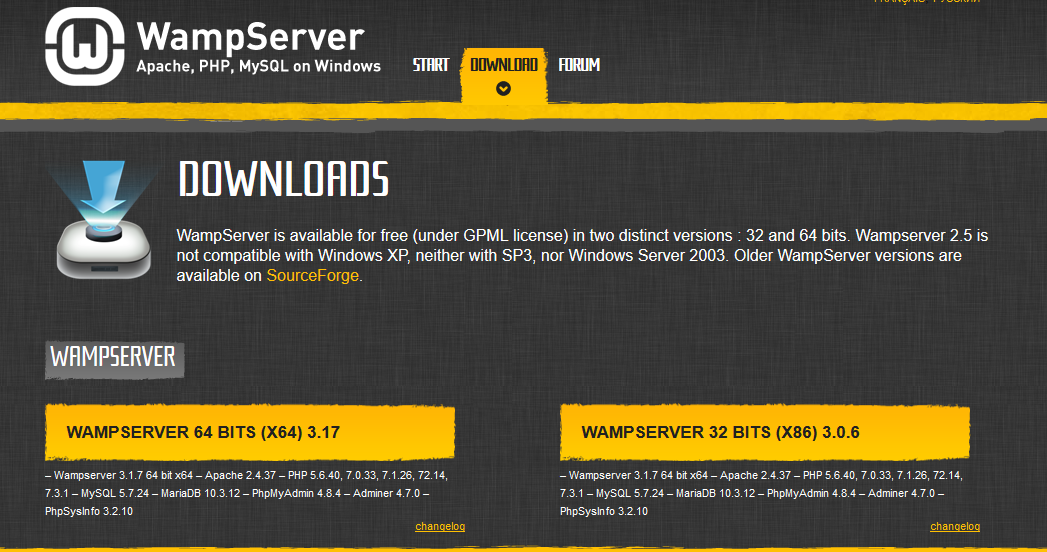 FRANÇAIS РУССКИЙ
WampServer
Apache, PHP, MySQL on Windows
START DOWNLOAD FORUM
DOWNLOADS
WampServer is available for free (under GPML license) in two distinct versions : 32 and 64 bits. Wampserver 2.5 is
not compatible with Windows XP, neither with SP3, nor Windows Server 2003. Older WampServer versions are
available on SourceForge.
WAMPSERVER
WAMPSERVER 64 BITS (X64) 3.17
– Wampserver 3.1.7 64 bit x64 – Apache 2.4.37 – PHP 5.6.40, 7.0.33, 7.1.26, 72.14,
7.3.1 – MySQL 5.7.24 – MariaDB 10.3.12 – PhpMyAdmin 4.8.4 – Adminer 4.7.0 –
PhpSysInfo 3.2.10
changelog
WAMPSERVER 32 BITS (X86) 3.0.6
– Wampserver 3.1.7 64 bit x64 – Apache 2.4.37 – PHP 5.6.40, 7.0.33, 7.1.26, 72.14,
7.3.1 – MySQL 5.7.24 – MariaDB 10.3.12 – PhpMyAdmin 4.8.4 – Adminer 4.7.0 –
PhpSysInfo 3.2.10
changelog